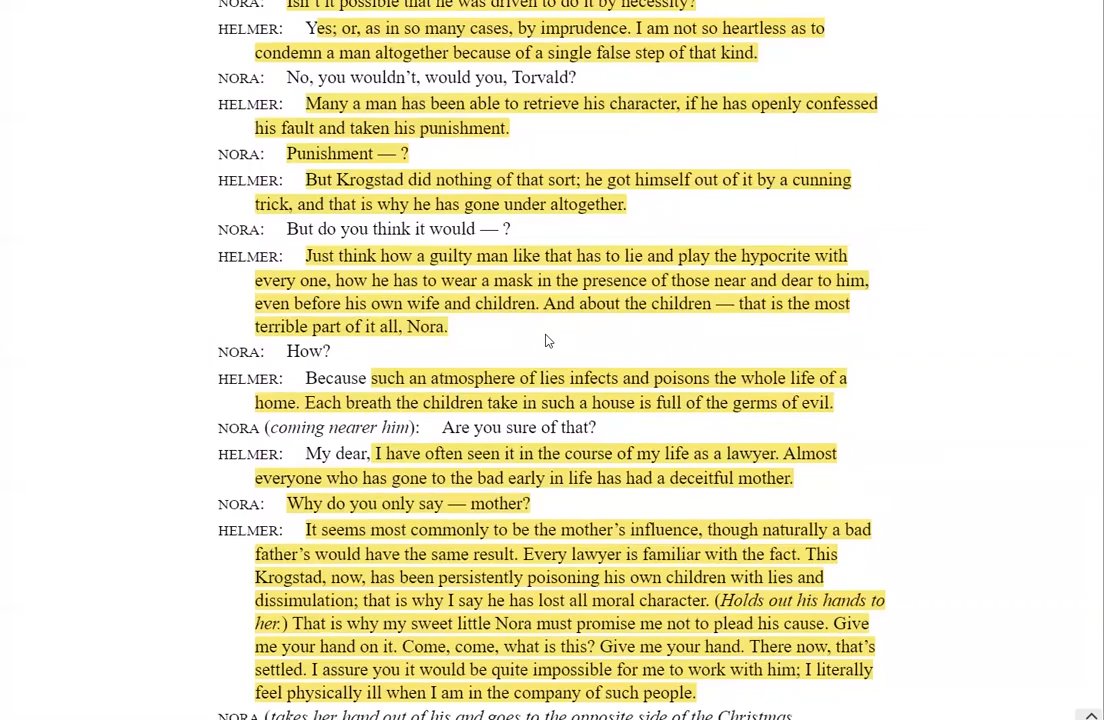 NORA: Isn't it possible that he was driven to do it by necessity?
HELMER: Yes; or, as in so many cases, by imprudence. I am not so heartless as to
condemn a man altogether because of a single false step of that kind.
NORA: No, you wouldn't, would you, Torvald?
HELMER: Many a man has been able to retrieve his character, if he has openly confessed
his fault and taken his punishment.
NORA: Punishment — ?
HELMER: But Krogstad did nothing of that sort; he got himself out of it by a cunning
trick, and that is why he has gone under altogether.
NORA: But do you think it would — ?
HELMER: Just think how a guilty man like that has to lie and play the hypocrite with
every one, how he has to wear a mask in the presence of those near and dear to him,
even before his own wife and children. And about the children — that is the most
terrible part of it all, Nora.
NORA: How?
HELMER: Because such an atmosphere of lies infects and poisons the whole life of a
home. Each breath the children take in such a house is full of the germs of evil.
NORA (coming nearer him): Are you sure of that?
HELMER: My dear, I have often seen it in the course of my life as a lawyer. Almost
everyone who has gone to the bad early in life has had a deceitful mother.
NORA: Why do you only say — mother?
HELMER: It seems most commonly to be the mother's influence, though naturally a bad
father's would have the same result. Every lawyer is familiar with the fact. This
Krogstad, now, has been persistently poisoning his own children with lies and
dissimulation; that is why I say he has lost all moral character. (Holds out his hands to
her.) That is why my sweet little Nora must promise me not to plead his cause. Give
me your hand on it. Come, come, what is this? Give me your hand. There now, that's
settled. I assure you it would be quite impossible for me to work with him; I literally
feel physically ill when I am in the company of such people.
NORA (takes her hand out of his and goes to the opposite side of the Christmas